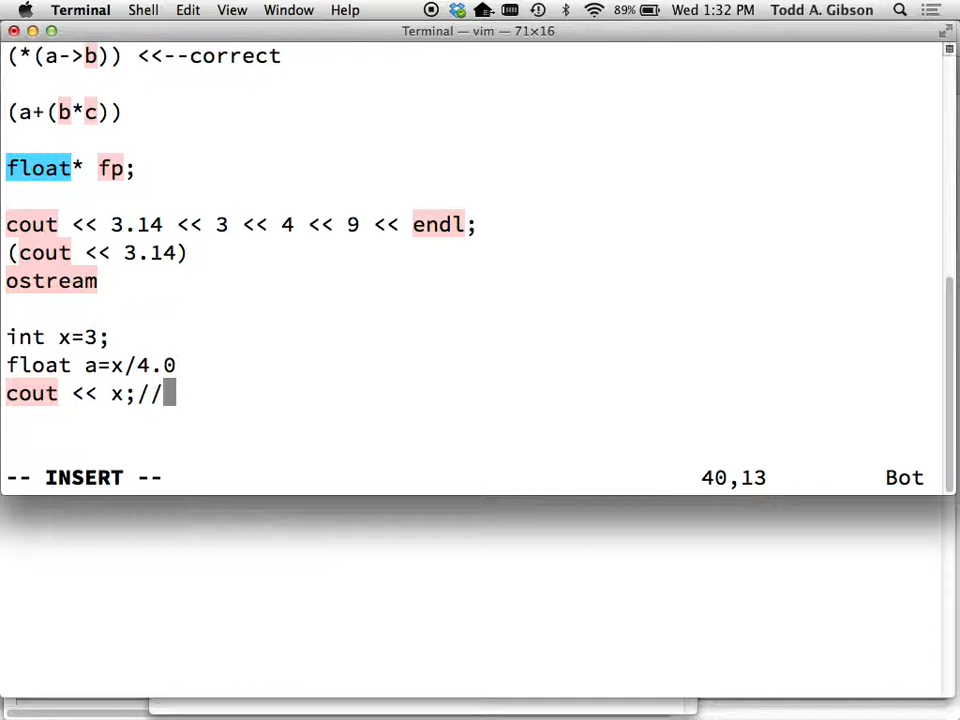 Terminal Shell Edit View Window Help 89% Wed 1:32 PM Todd A. Gibson
Terminal — vim — 71×16
(*(a->b)) <<--correct
(a+(b*c))
float* fp;
cout << 3.14 << 3 << 4 << 9 << endl;
(cout << 3.14)
ostream
int x=3;
float a=x/4.0
cout << x;//
-- INSERT -- 40,13 Bot